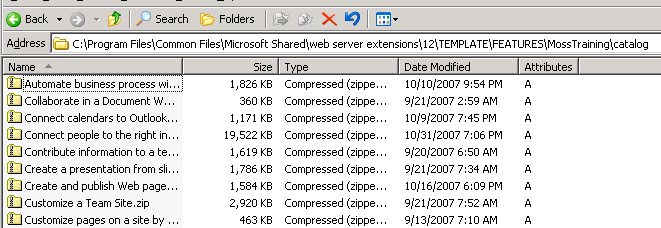 Back Search Folders
Address C:\Program Files\Common Files\Microsoft Shared\web server extensions\12\TEMPLATE\FEATURES\MossTraining\catalog
Name Size Type Date Modified Attributes
Automate business process wi... 1,826 KB Compressed (zippe... 10/10/2007 9:54 PM A
Collaborate in a Document W... 360 KB Compressed (zippe... 9/21/2007 2:59 AM A
Connect calendars to Outlook... 1,171 KB Compressed (zippe... 10/9/2007 7:45 PM A
Connect people to the right in... 19,522 KB Compressed (zippe... 10/31/2007 7:06 PM A
Contribute information to a te... 1,619 KB Compressed (zippe... 9/20/2007 6:50 AM A
Create a presentation from sli... 1,786 KB Compressed (zippe... 9/21/2007 7:34 AM A
Create and publish Web page... 1,584 KB Compressed (zippe... 10/16/2007 6:09 PM A
Customize a Team Site.zip 2,920 KB Compressed (zippe... 9/21/2007 7:52 AM A
Customize pages on a site by ... 463 KB Compressed (zippe... 9/13/2007 7:10 AM A